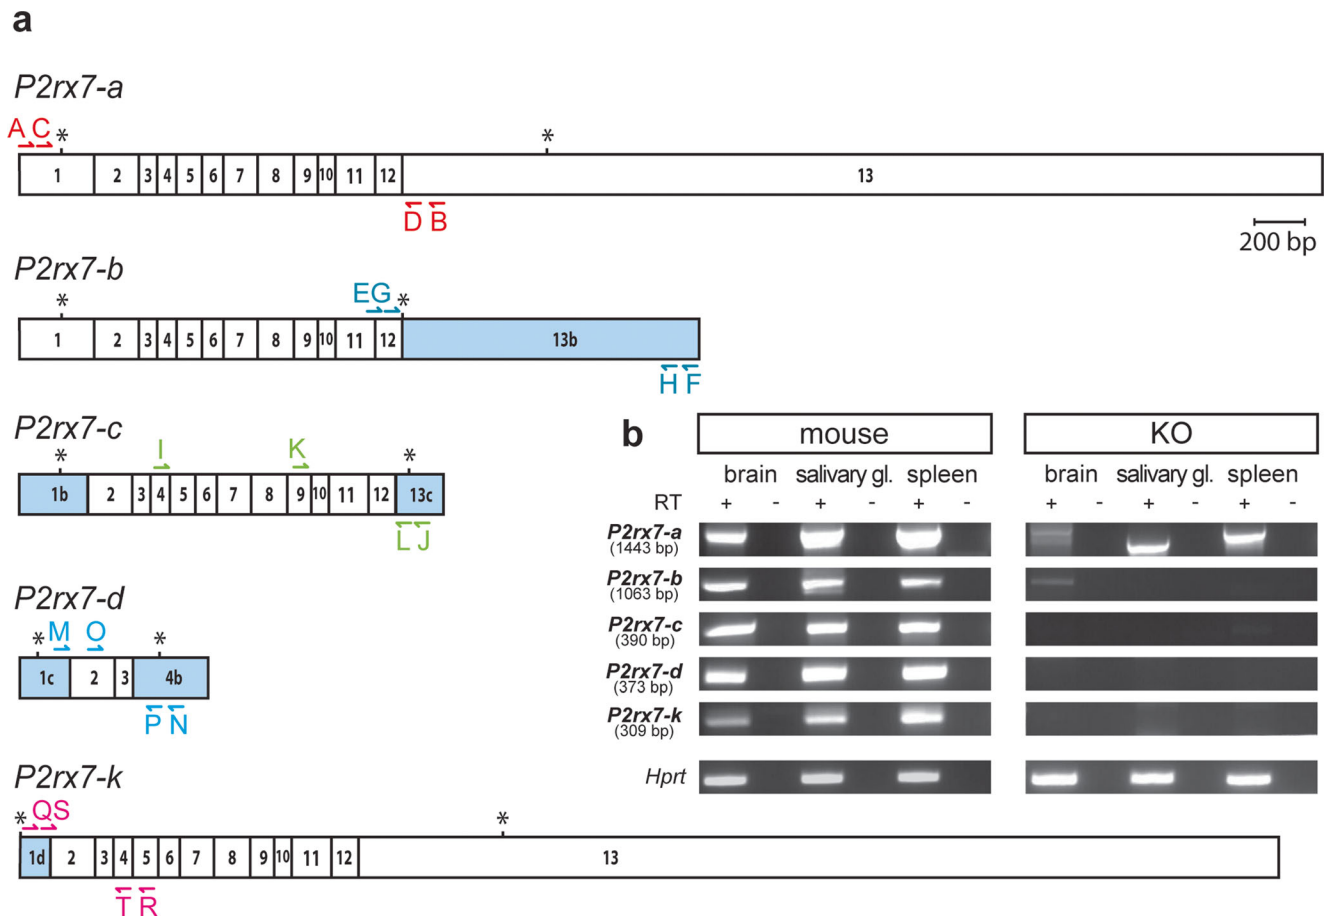 a
P2rx7-a
A C * *
1 2 3 4 5 6 7 8 9 10 11 12 13
D B
200 bp
P2rx7-b
* E G *
1 2 3 4 5 6 7 8 9 10 11 12 13b
H F
P2rx7-c
* I K *
1b 2 3 4 5 6 7 8 9 10 11 12 13c
L J
P2rx7-d
* M O *
1c 2 3 4b
P N
P2rx7-k
* Q S *
1d 2 3 4 5 6 7 8 9 10 11 12 13
T R
b
mouse KO
brain salivary gl. spleen brain salivary gl. spleen
RT + - + - + - + - + - + -
P2rx7-a
(1443 bp)
P2rx7-b
(1063 bp)
P2rx7-c
(390 bp)
P2rx7-d
(373 bp)
P2rx7-k
(309 bp)
Hprt